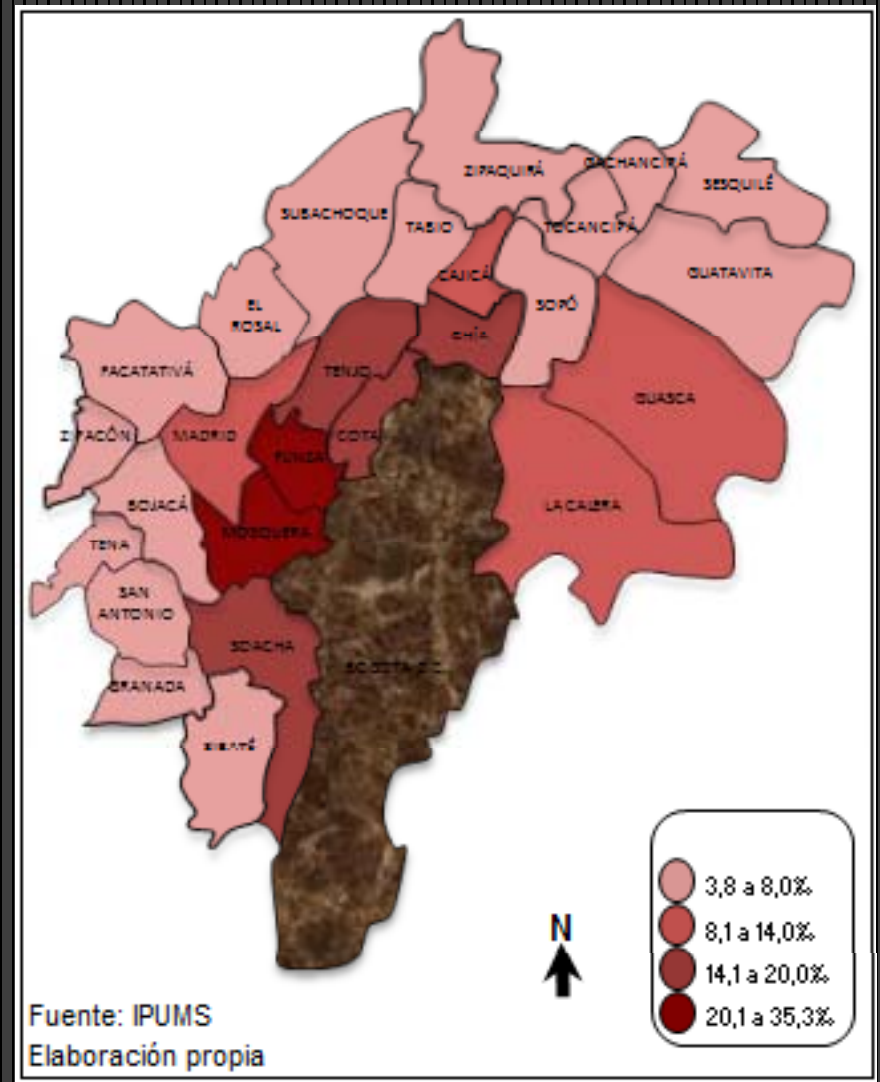 ZIPAQUIRÁ
GACHANCIPÁ
SESQUILÉ
SUBACHOQUE
TABIO
TOCANCIPÁ
CAJICÁ
GUATAVITA
EL
ROSAL
SOPÓ
CHÍA
FACATATIVÁ
TENJO
GUASCA
ZIPACÓN
MADRID
COTA
FUNZA
BOJACÁ
LA CALERA
MOSQUERA
TENA
SAN
ANTONIO
SOACHA
BOGOTÁ D.C.
GRANADA
SIBATÉ
3,8 a 8,0‰
8,1 a 14,0‰
14,1 a 20,0‰
20,1 a 35,3‰
N
Fuente: IPUMS
Elaboración propia